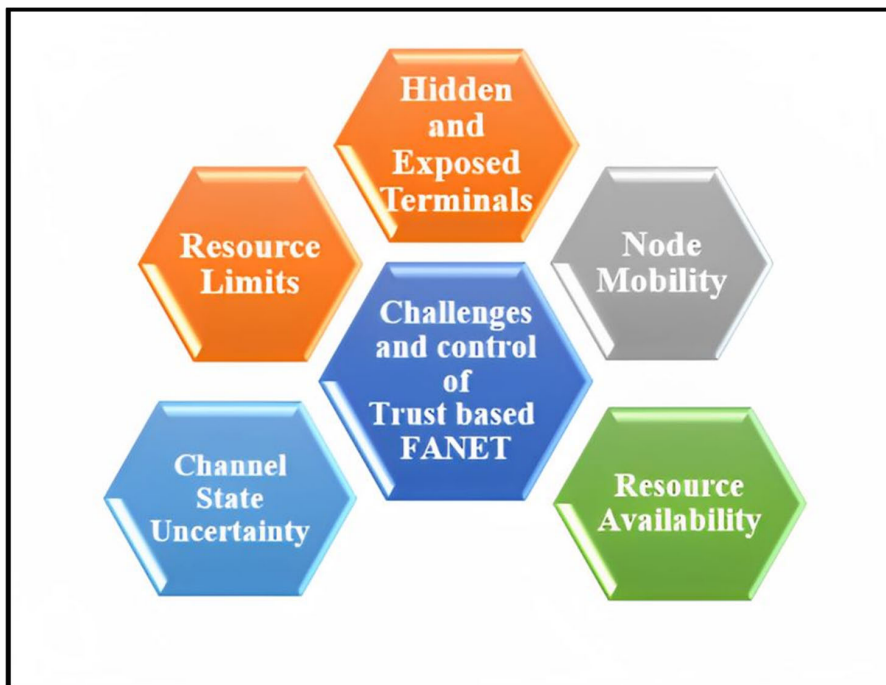 Hidden
and
Exposed
Terminals
Resource
Limits
Node
Mobility
Challenges
and control
of
Trust based
FANET
Channel
State
Uncertainty
Resource
Availability